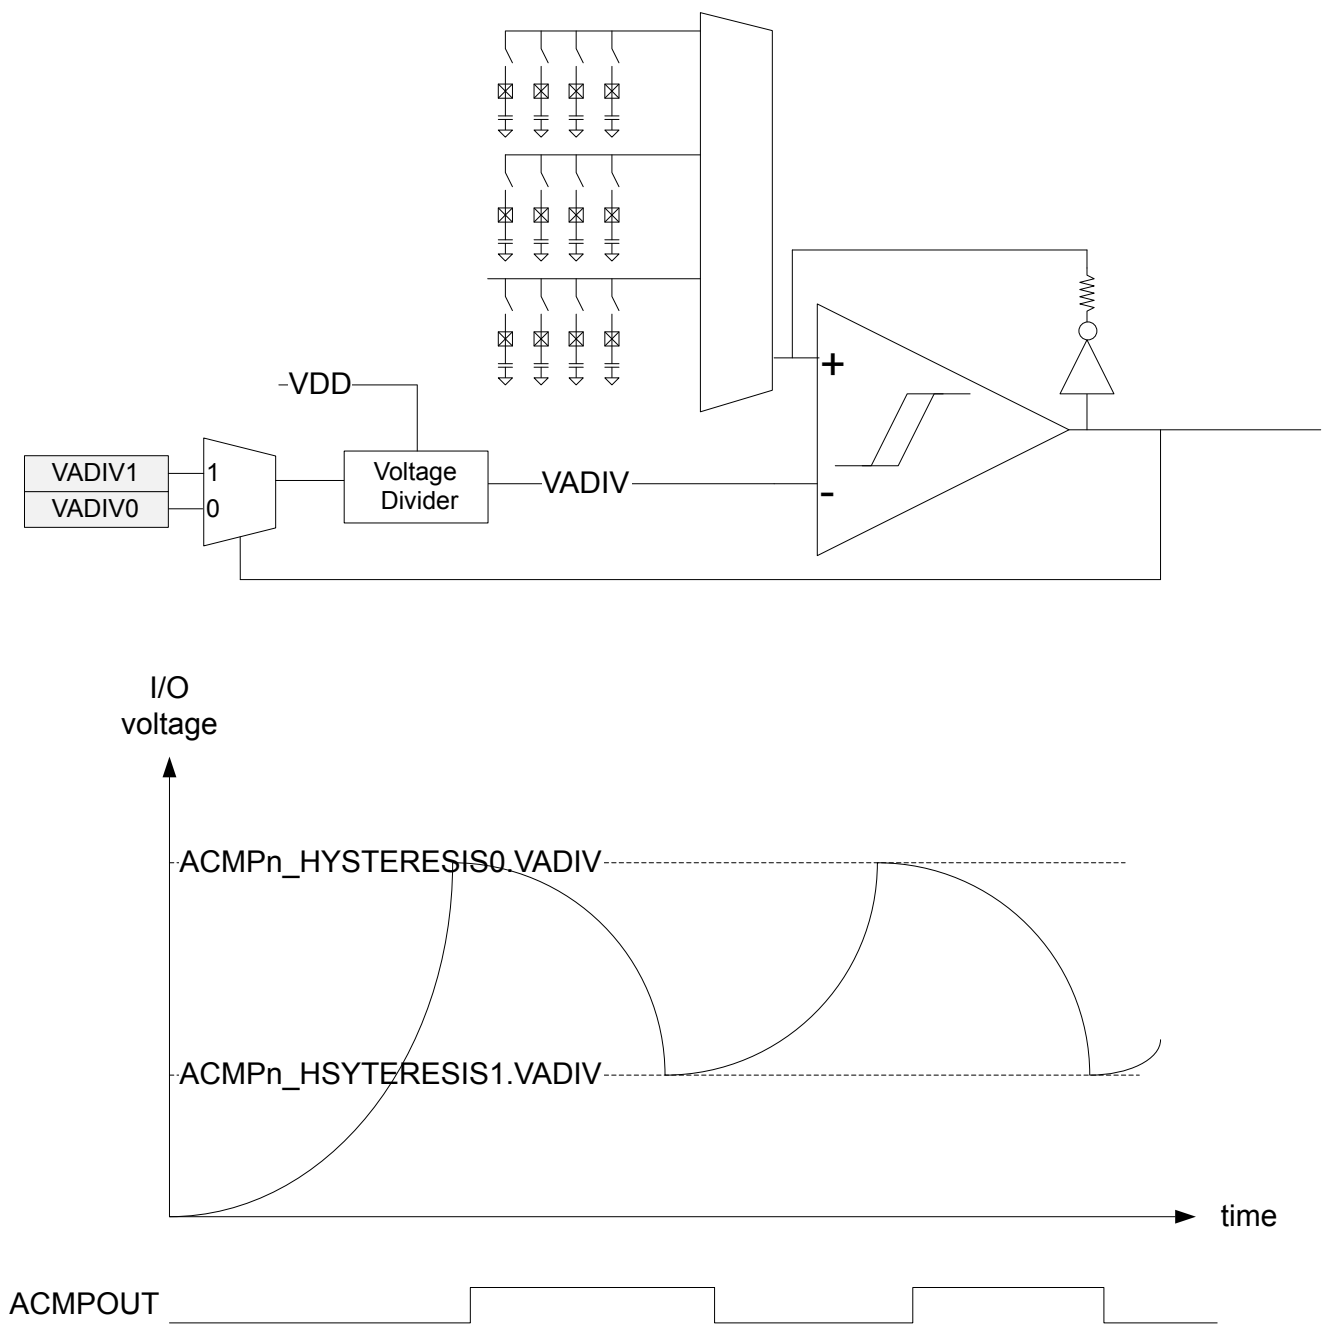 +
VDD
VADIV1
1
Voltage
Divider
VADIV
-
VADIV0
0
I/O
voltage
ACMPn_HYSTERESIS0.VADIV
ACMPn_HSYTERESIS1.VADIV
time
ACMPOUT